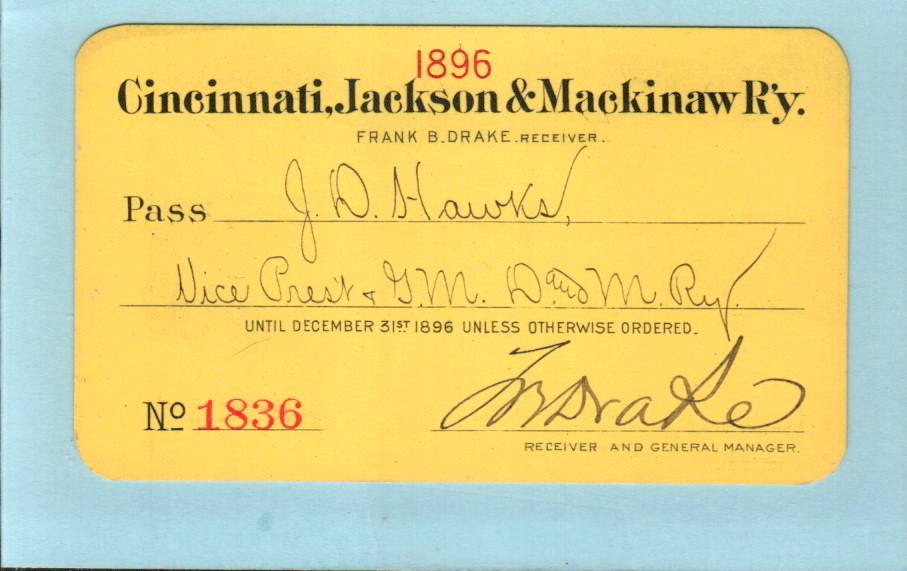 1896
Cincinnati, Jackson & Mackinaw R'y.
FRANK B. DRAKE. RECEIVER.
Pass J. D. Hawks,
Vice Prest & G.M. D. and M. Ry.
UNTIL DECEMBER 31ST 1896 UNLESS OTHERWISE ORDERED.
No 1836 F B Drake
RECEIVER AND GENERAL MANAGER.